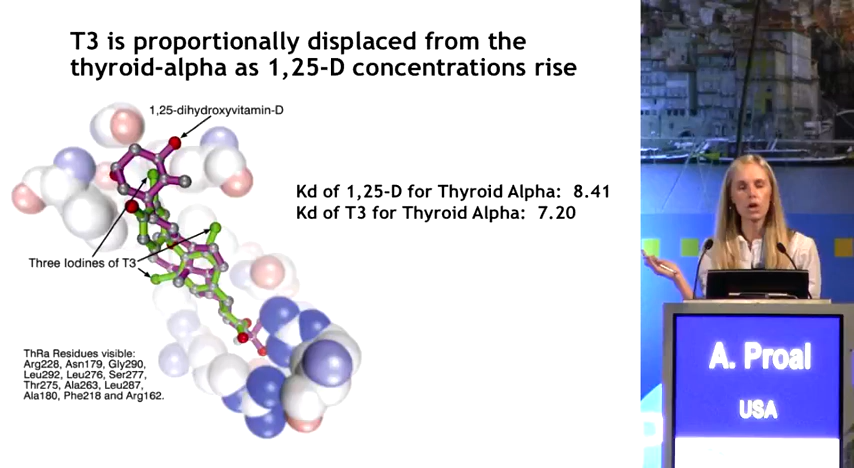 T3 is proportionally displaced from the
thyroid-alpha as 1,25-D concentrations rise
1,25-dihydroxyvitamin-D
Kd of 1,25-D for Thyroid Alpha: 8.41
Kd of T3 for Thyroid Alpha: 7.20
Three Iodines of T3
ThRa Residues visible:
Arg228, Asn179, Gly290,
Leu292, Leu276, Ser277,
Thr275, Ala263, Leu287,
Ala180, Phe218 and Arg162.
A. Proal
USA